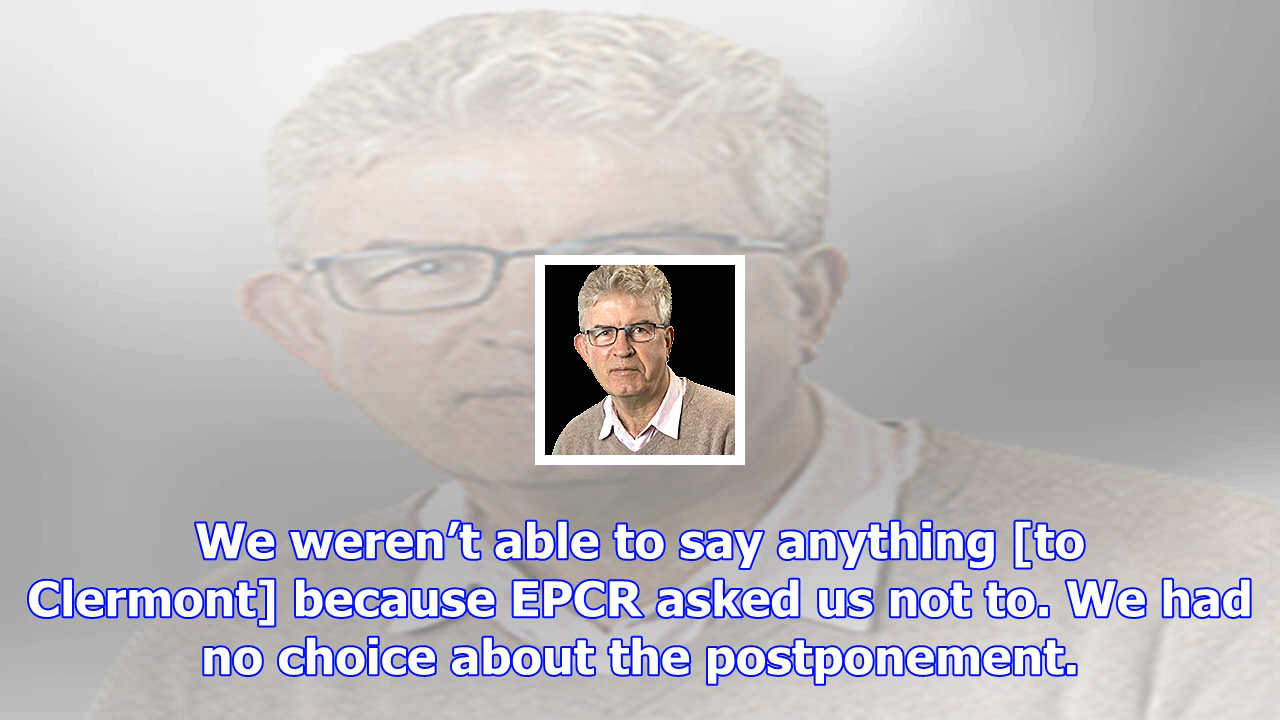 We weren’t able to say anything [to
Clermont] because EPCR asked us not to. We had
no choice about the postponement.